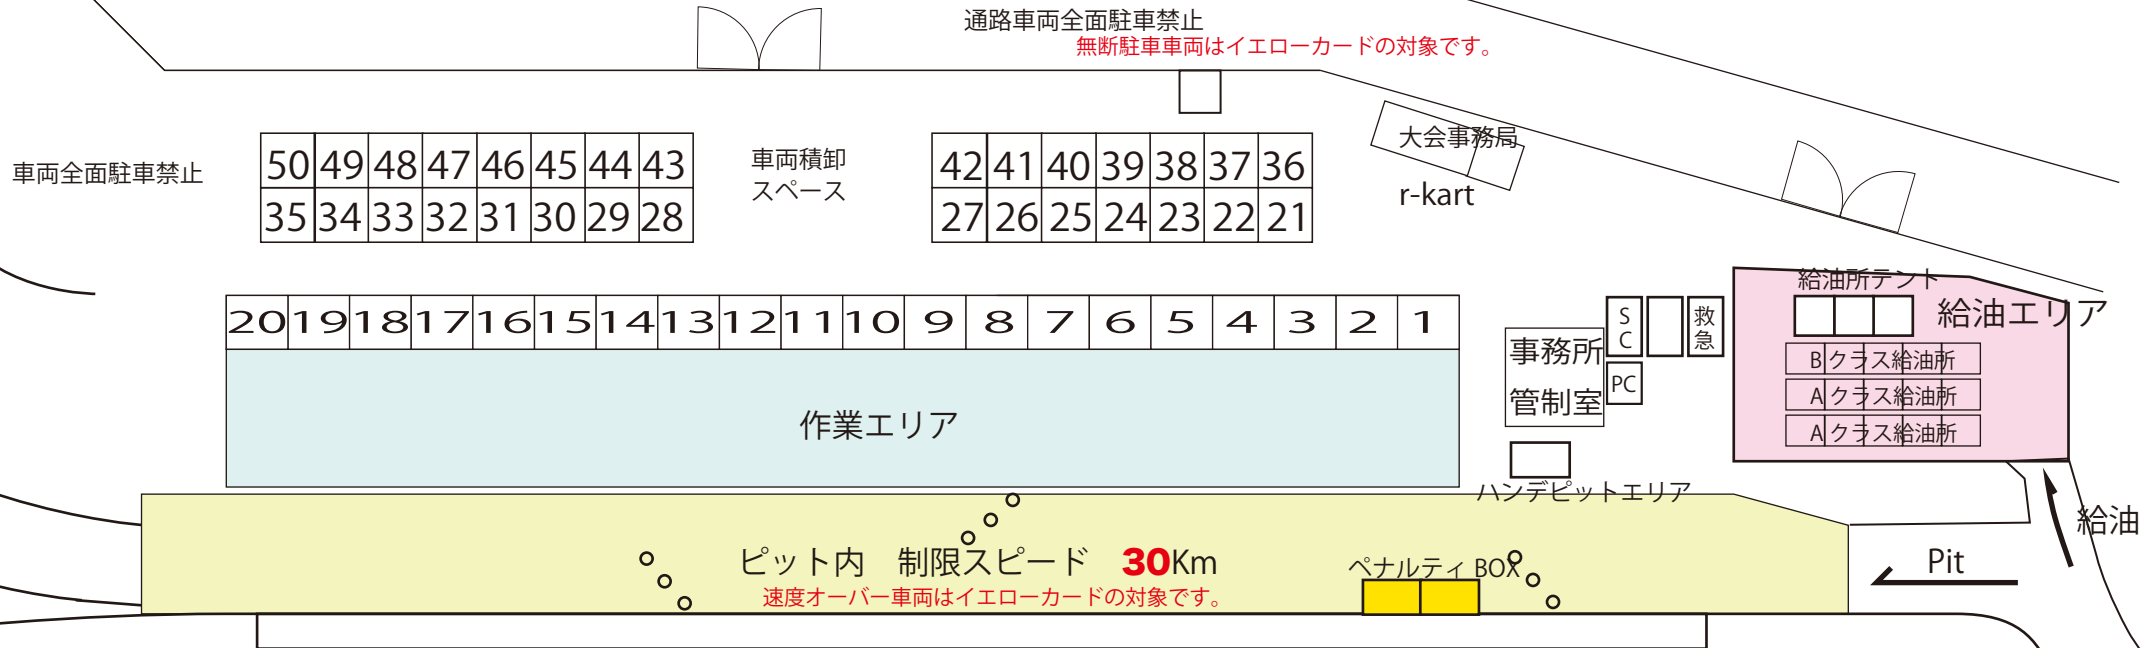 通路車両全面駐車禁止
無断駐車車両はイエローカードの対象です。
大会事務局
r-kart
車両全面駐車禁止
50 49 48 47 46 45 44 43
35 34 33 32 31 30 29 28
車両積卸
スペース
42 41 40 39 38 37 36
27 26 25 24 23 22 21
20 19 18 17 16 15 14 13 12 11 10 9 8 7 6 5 4 3 2 1
作業エリア
事務所
管制室
SC
救急
PC
給油所テント
給油エリア
Bクラス給油所
Aクラス給油所
Aクラス給油所
ハンデピットエリア
給油
Pit
ピット内 制限スピード 30Km
速度オーバー車両はイエローカードの対象です。
ペナルティ BOX